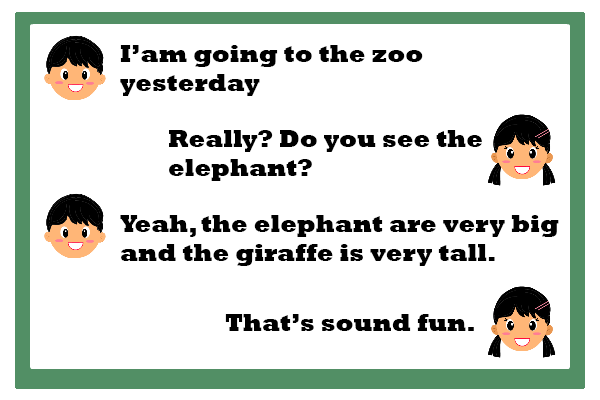 I'am going to the zoo
yesterday
Really? Do you see the
elephant?
Yeah, the elephant are very big
and the giraffe is very tall.
That's sound fun.